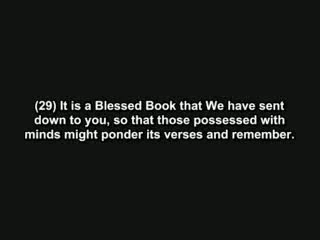 (29) It is a Blessed Book that We have sent
down to you, so that those possessed with
minds might ponder its verses and remember.